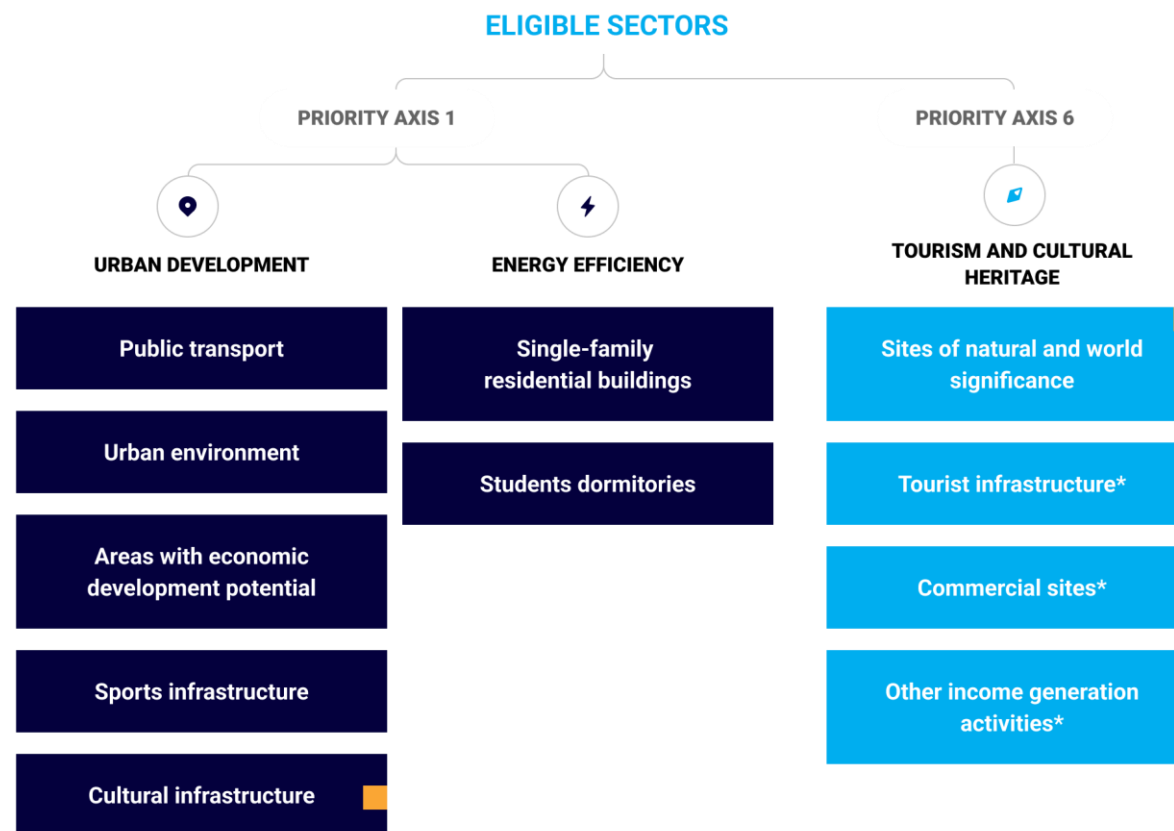 ELIGIBLE SECTORS
PRIORITY AXIS 1
PRIORITY AXIS 6
URBAN DEVELOPMENT
ENERGY EFFICIENCY
TOURISM AND CULTURAL
HERITAGE
Public transport
Urban environment
Areas with economic
development potential
Sports infrastructure
Cultural infrastructure
Single-family
residential buildings
Students dormitories
Sites of natural and world
significance
Tourist infrastructure*
Commercial sites*
Other income generation
activities*